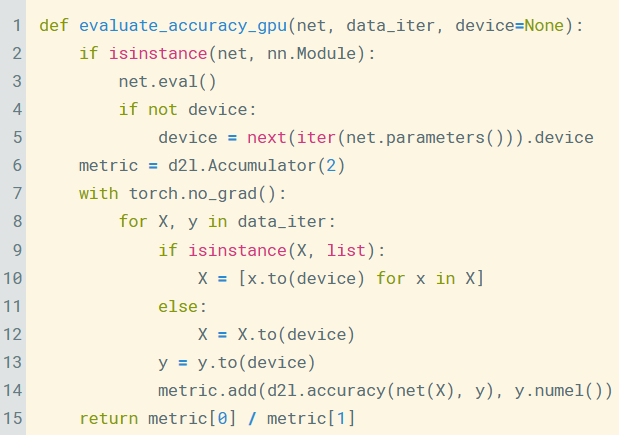 1 def evaluate_accuracy_gpu(net, data_iter, device=None):
2     if isinstance(net, nn.Module):
3         net.eval()
4         if not device:
5             device = next(iter(net.parameters())).device
6     metric = d2l.Accumulator(2)
7     with torch.no_grad():
8         for X, y in data_iter:
9             if isinstance(X, list):
10                 X = [x.to(device) for x in X]
11             else:
12                 X = X.to(device)
13             y = y.to(device)
14             metric.add(d2l.accuracy(net(X), y), y.numel())
15     return metric[0] / metric[1]